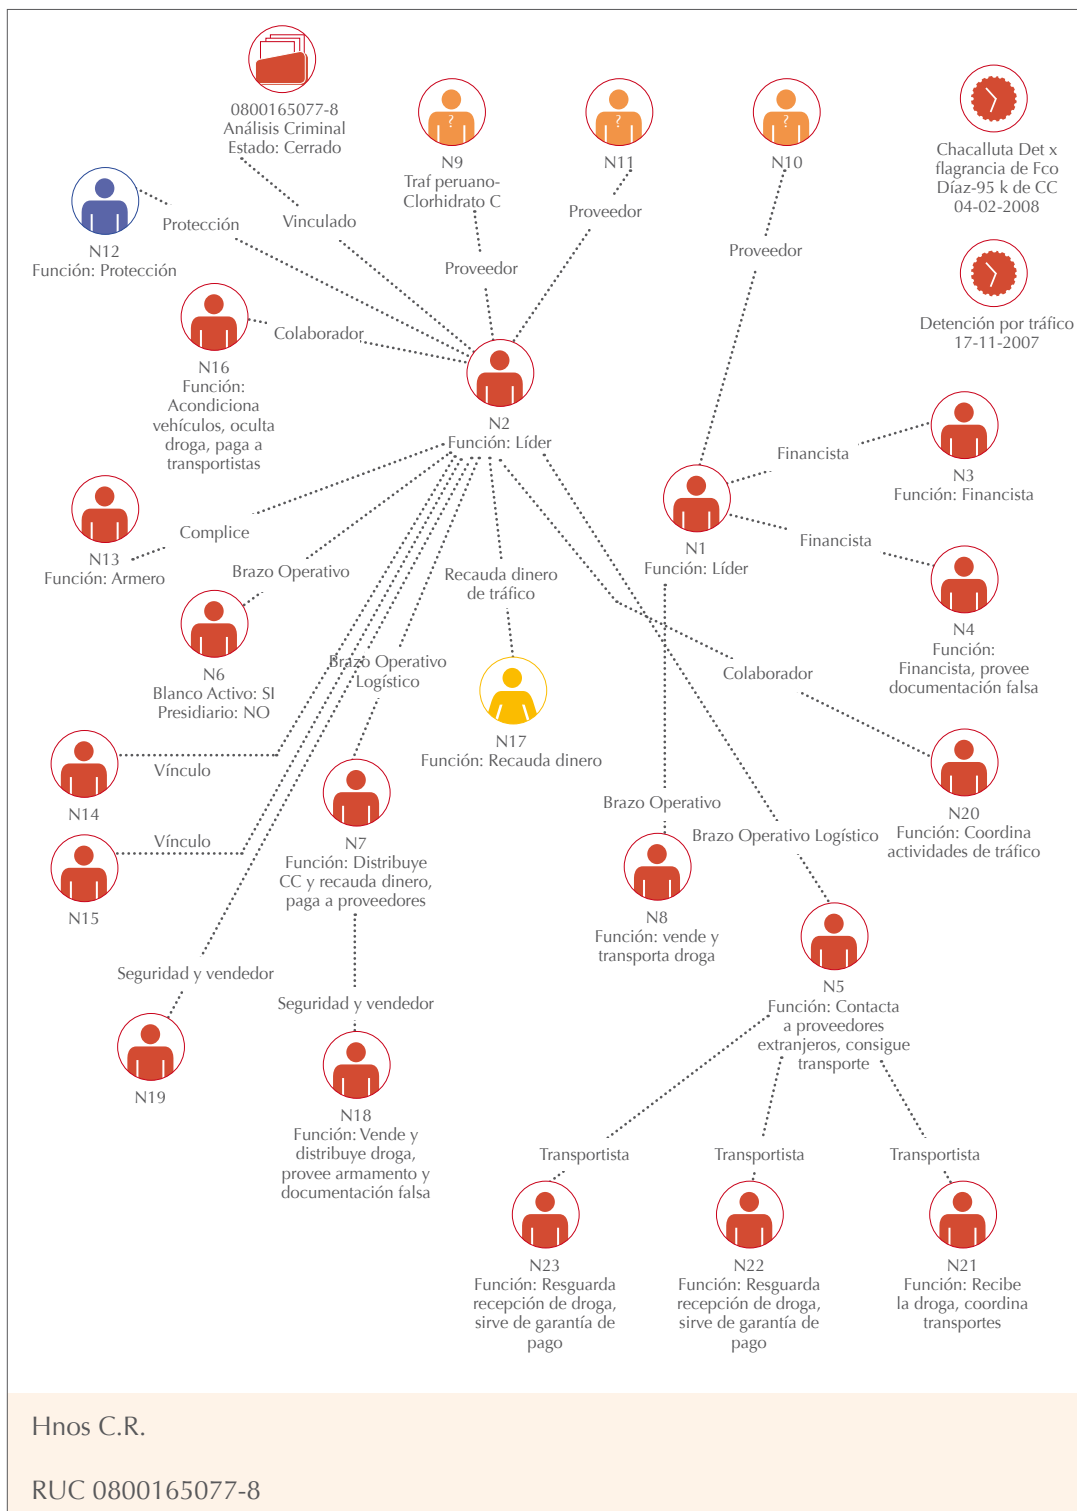 0800165077-8
Análisis Criminal
Estado: Cerrado
?
N9
Traf peruano-
Clorhidrato C
?
N11
?
N10
Chacalluta Det x
flagrancia de Fco
Díaz-95 k de CC
04-02-2008
N12
Función: Protección
Protección
Vinculado
Proveedor
Proveedor
Proveedor
Detención por tráfico
17-11-2007
N16
Función:
Acondiciona
vehículos, oculta
droga, paga a
transportistas
Colaborador
N2
Función: Líder
Financista
N3
Función: Financista
N1
Función: Líder
Financista
N4
Función:
Financista, provee
documentación falsa
N13
Función: Armero
Complice
Brazo Operativo
Recauda dinero
de tráfico
N6
Blanco Activo: SI
Presidiario: NO
Brazo Operativo
Logístico
N17
Función: Recauda dinero
Colaborador
N20
Función: Coordina
actividades de tráfico
N14
Vínculo
N15
Vínculo
N7
Función: Distribuye
CC y recauda dinero,
paga a proveedores
Brazo Operativo
N8
Función: vende y
transporta droga
Brazo Operativo Logístico
N5
Función: Contacta
a proveedores
extranjeros, consigue
transporte
Seguridad y vendedor
N19
Seguridad y vendedor
N18
Función: Vende y
distribuye droga,
provee armamento y
documentación falsa
Transportista
Transportista
Transportista
N23
Función: Resguarda
recepción de droga,
sirve de garantía de
pago
N22
Función: Resguarda
recepción de droga,
sirve de garantía de
pago
N21
Función: Recibe
la droga, coordina
transportes
Hnos C.R.
RUC 0800165077-8